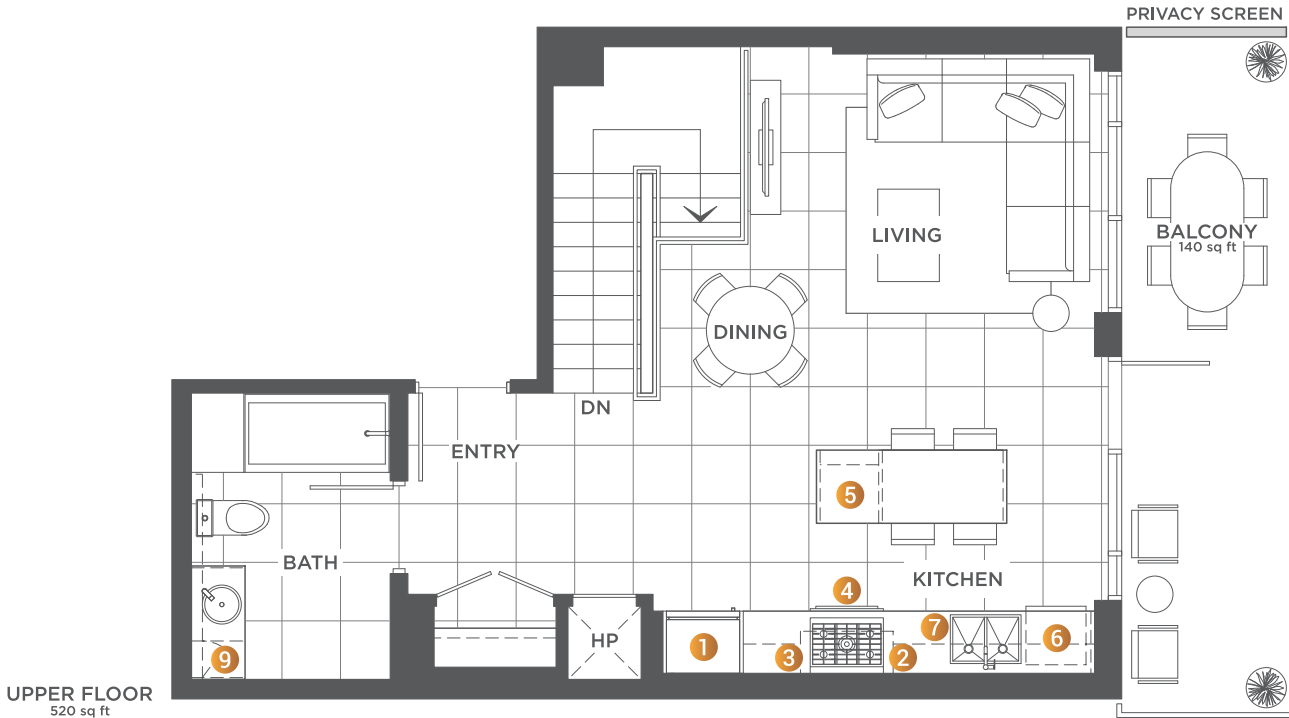 PRIVACY SCREEN
LIVING
BALCONY
140 sq ft
DINING
DN
ENTRY
5
BATH
KITCHEN
4
7
HP
1
3
2
6
9
UPPER FLOOR
520 sq ft